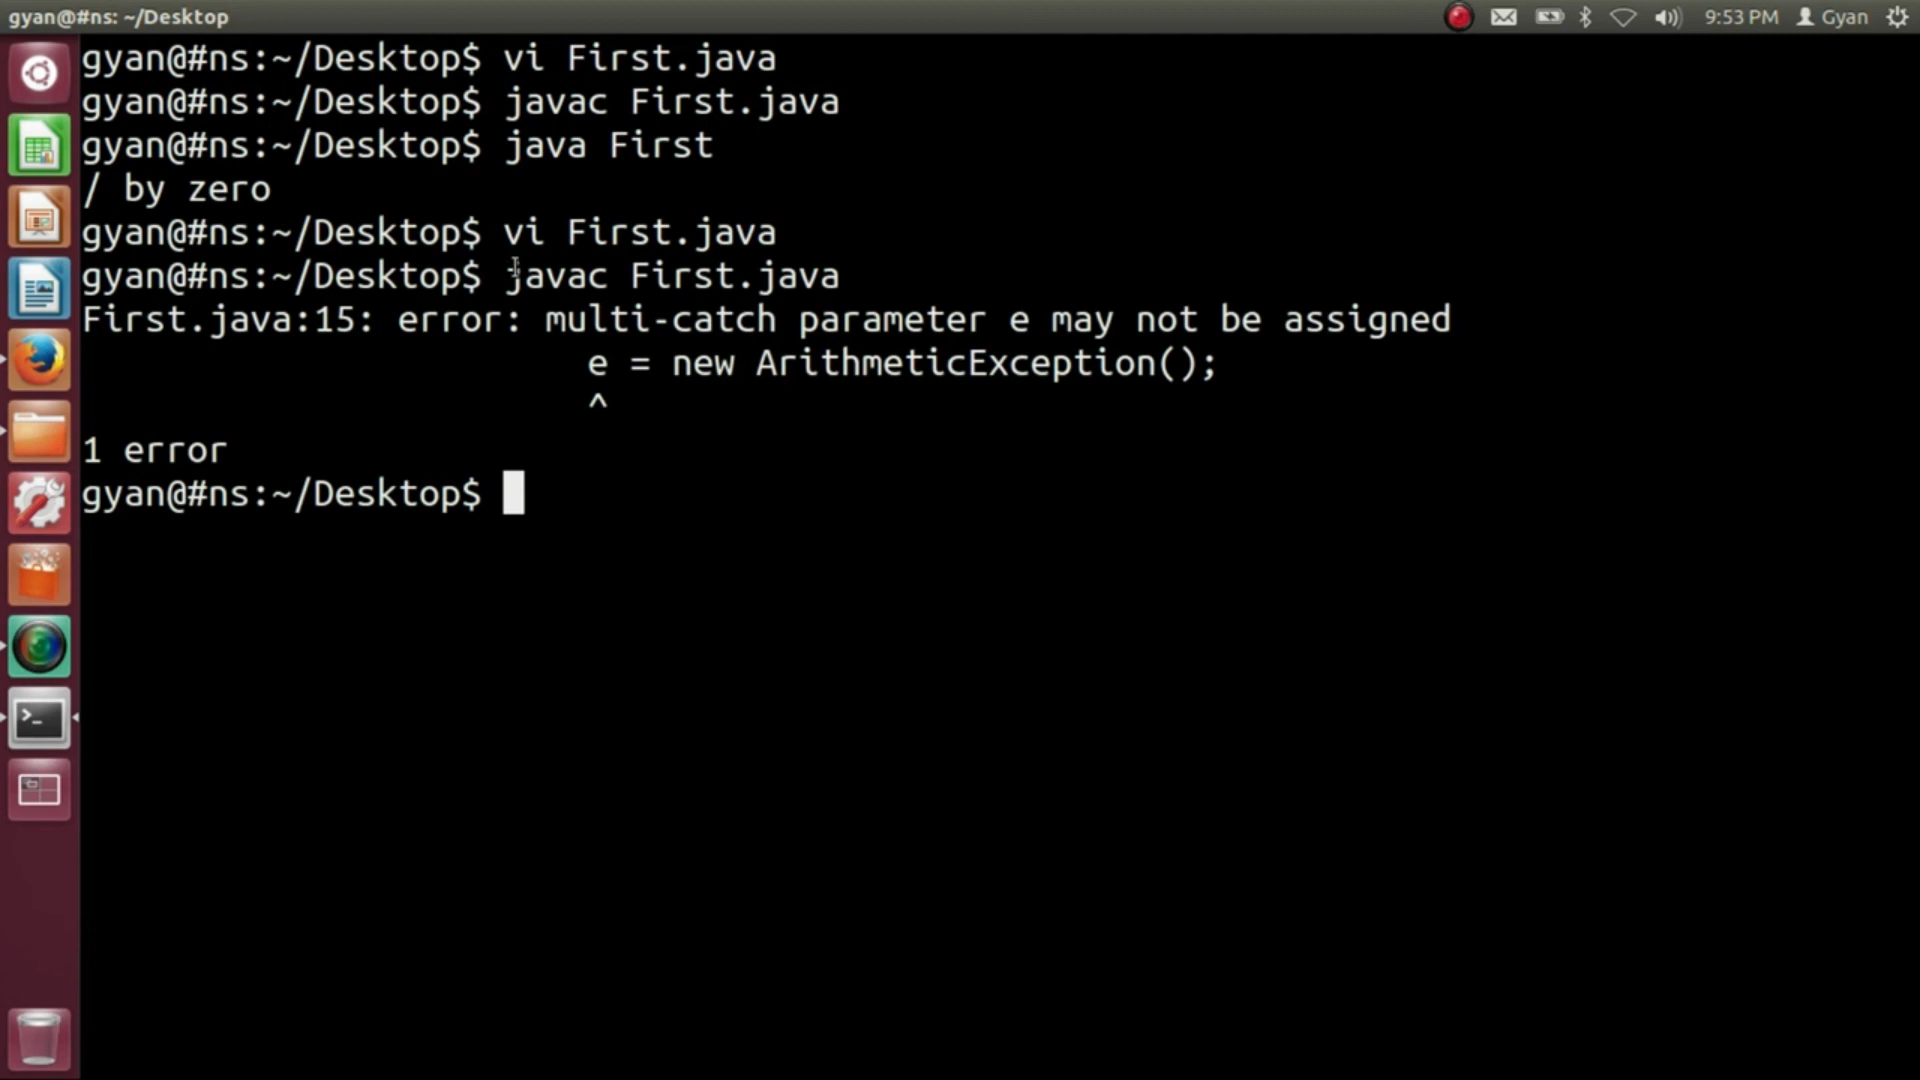 gyan@#ns: ~/Desktop
9:53 PM
Gyan
gyan@#ns:~/Desktop$ vi First.java
gyan@#ns:~/Desktop$ javac First.java
gyan@#ns:~/Desktop$ java First
/ by zero
gyan@#ns:~/Desktop$ vi First.java
gyan@#ns:~/Desktop$ javac First.java
First.java:15: error: multi-catch parameter e may not be assigned
e = new ArithmeticException();
^
1 error
gyan@#ns:~/Desktop$